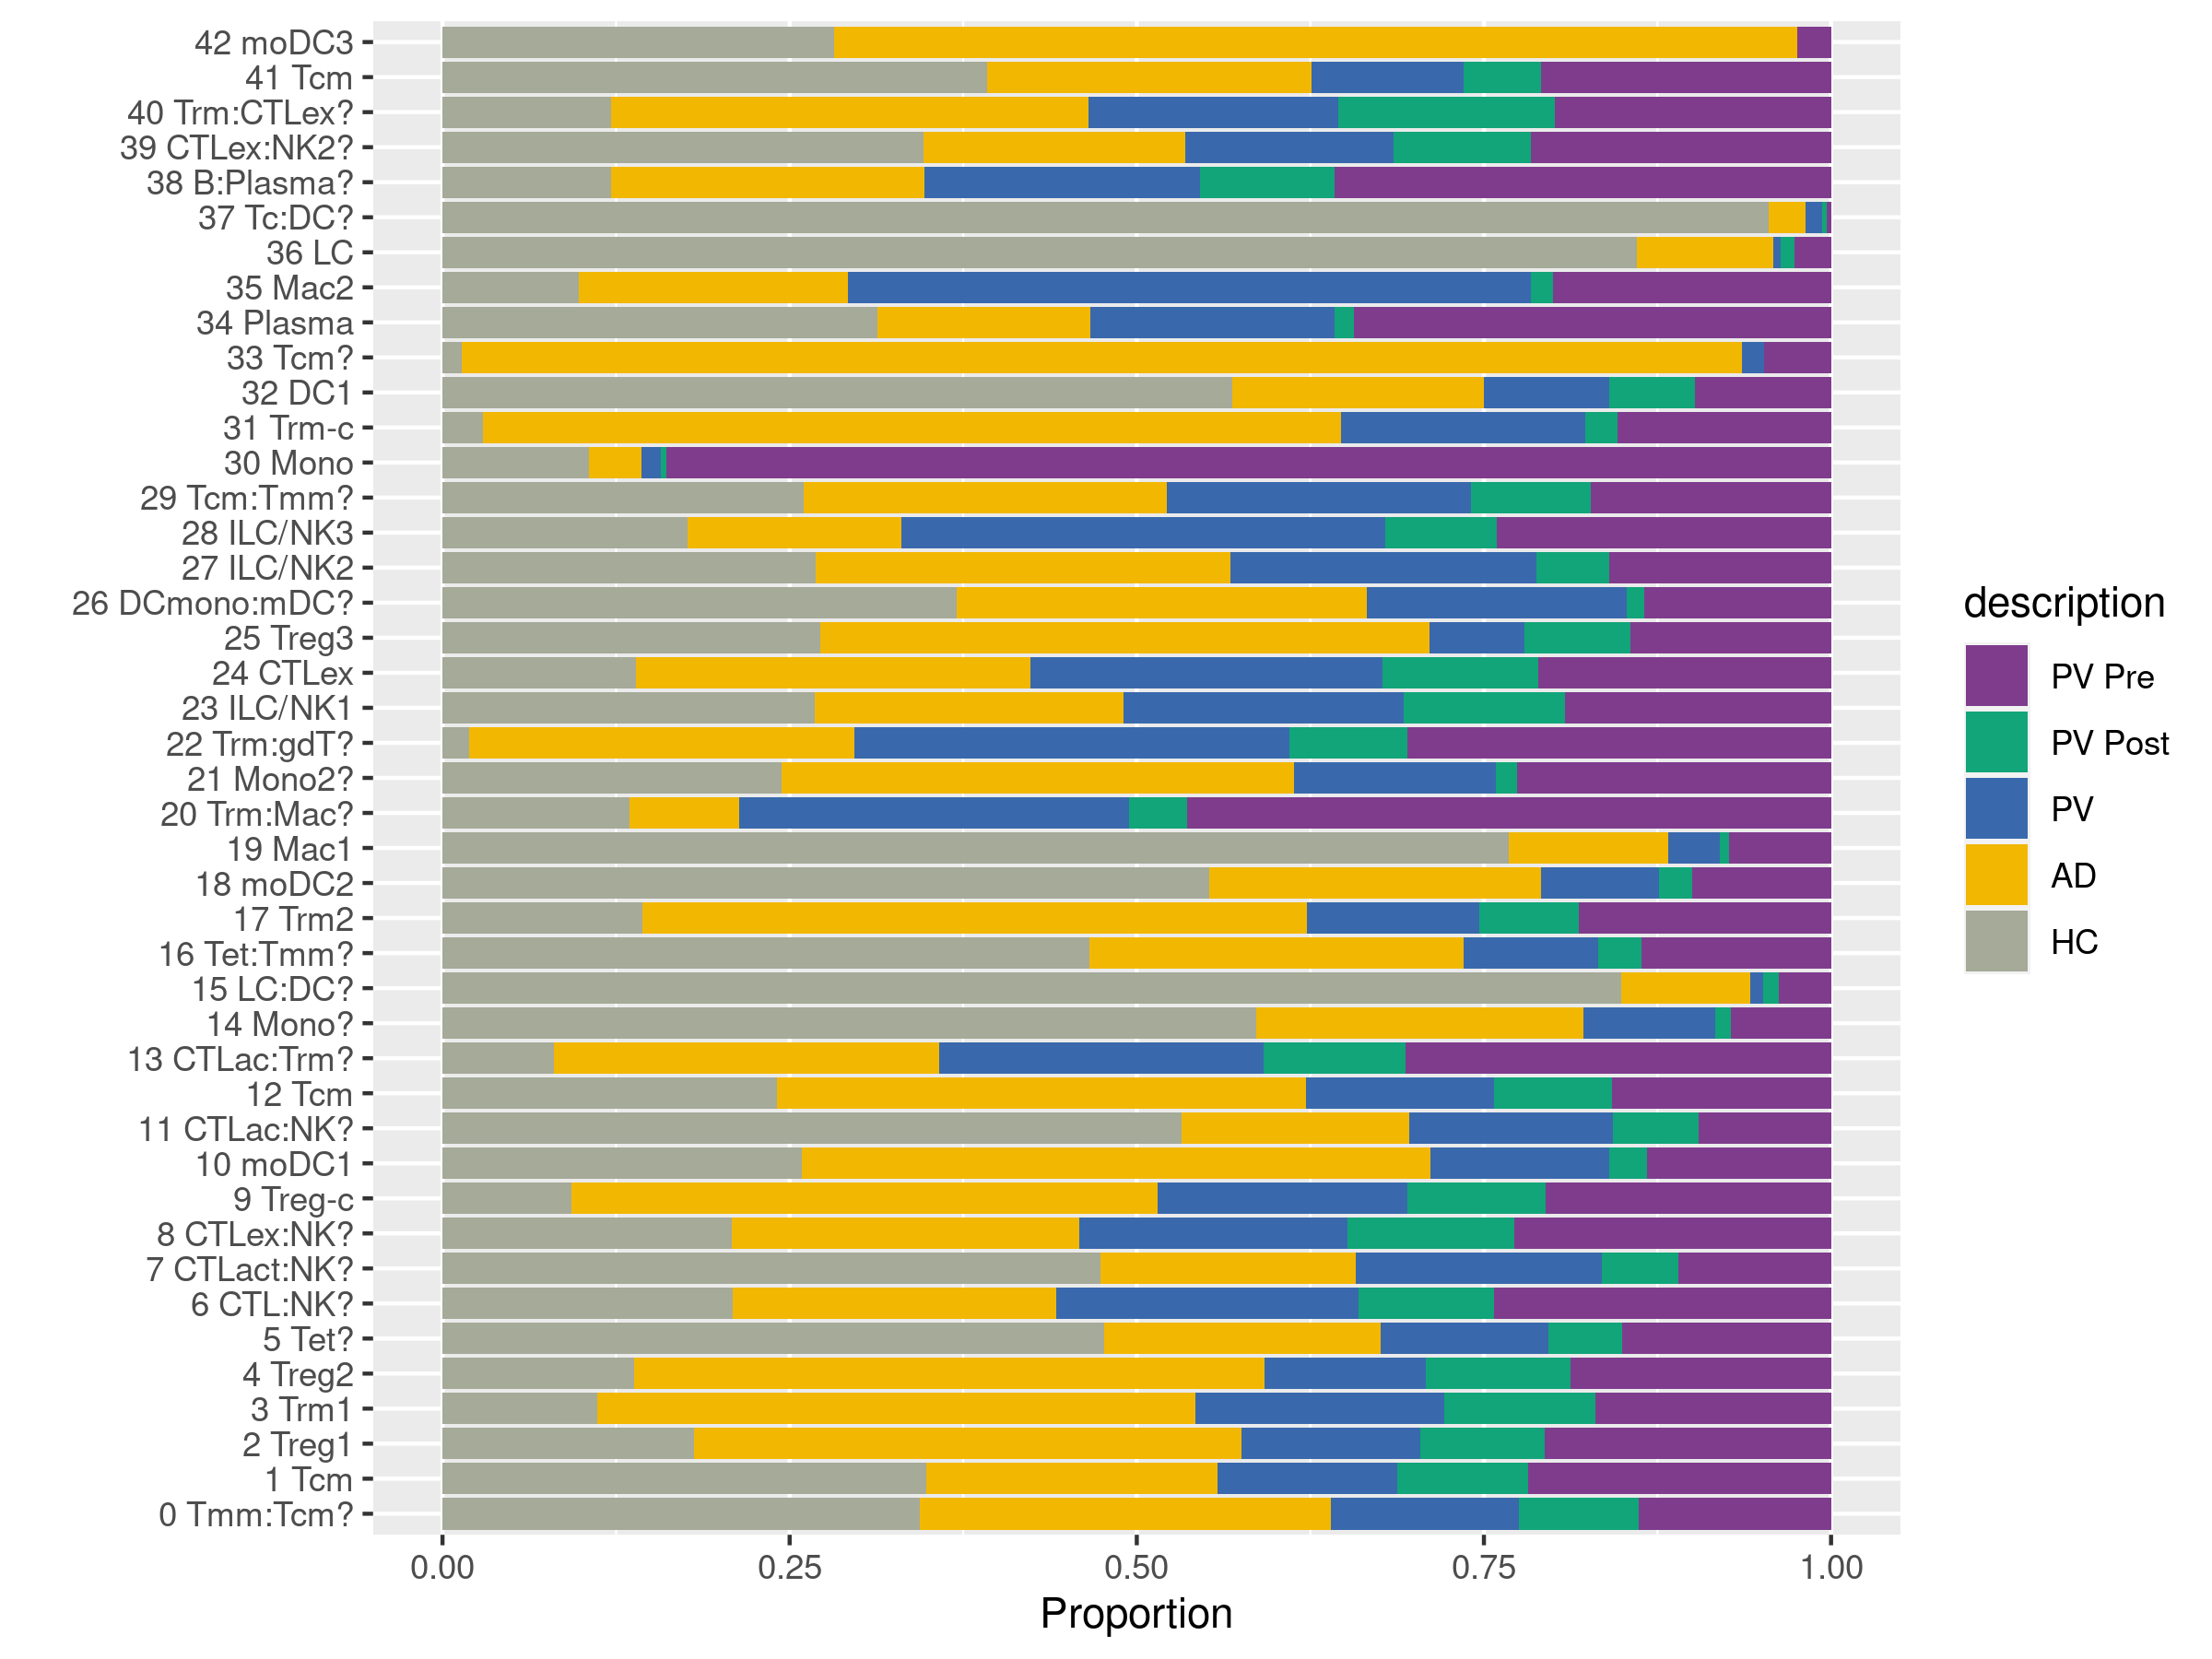 42 moDC3
41 Tcm
40 Trm:CTLex?
39 CTLex:NK2?
38 B:Plasma?
37 Tc:DC?
36 LC
35 Mac2
34 Plasma
33 Tcm?
32 DC1
31 Trm-c
30 Mono
29 Tcm:Tmm?
28 ILC/NK3
27 ILC/NK2
26 DCmono:mDC?
25 Treg3
24 CTLex
23 ILC/NK1
22 Trm:gdT?
21 Mono2?
20 Trm:Mac?
19 Mac1
18 moDC2
17 Trm2
16 Tet:Tmm?
15 LC:DC?
14 Mono?
13 CTLac:Trm?
12 Tcm
11 CTLac:NK?
10 moDC1
9 Treg-c
8 CTLex:NK?
7 CTLact:NK?
6 CTL:NK?
5 Tet?
4 Treg2
3 Trm1
2 Treg1
1 Tcm
0 Tmm:Tcm?
0.00 0.25 0.50 0.75 1.00
Proportion
description
PV Pre
PV Post
PV
AD
HC